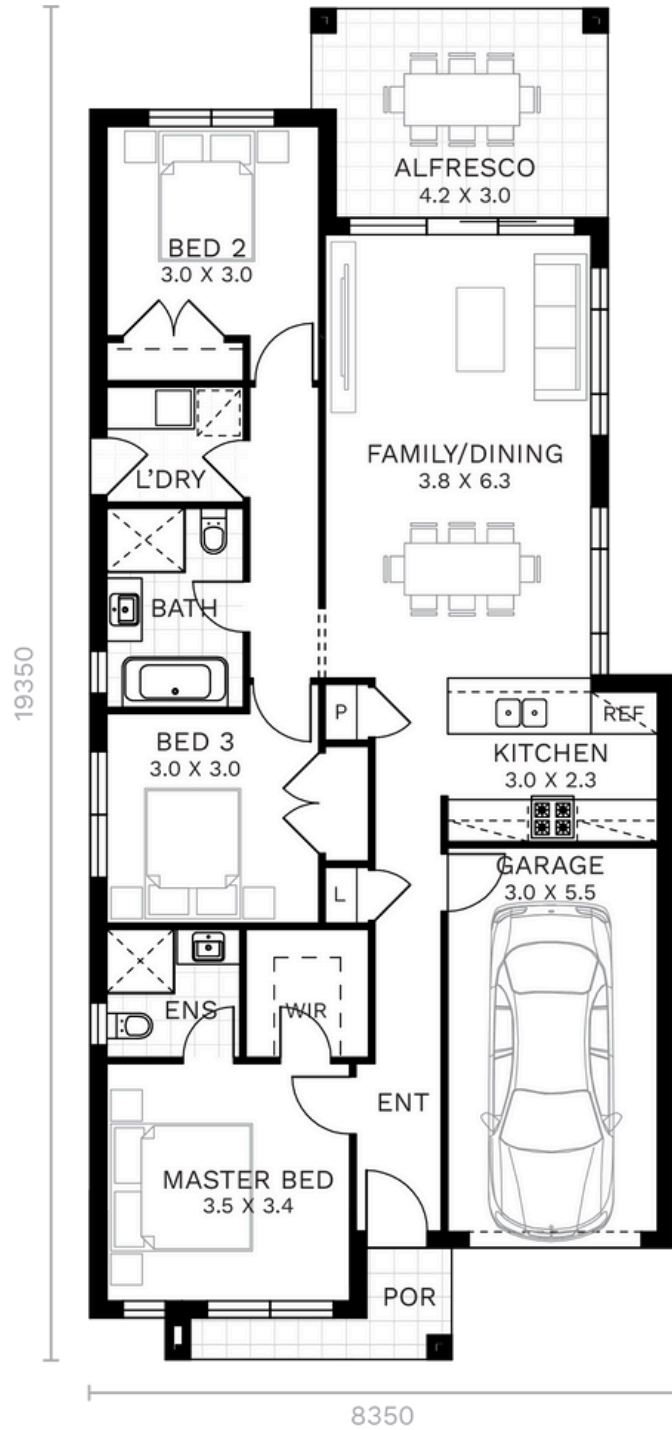 ALFRESCO
4.2 X 3.0
BED 2
3.0 X 3.0
FAMILY/DINING
3.8 X 6.3
L'DRY
BATH
19350
P
REF
BED 3
3.0 X 3.0
KITCHEN
3.0 X 2.3
GARAGE
3.0 X 5.5
L
ENS
WIR
ENT
MASTER BED
3.5 X 3.4
POR
8350